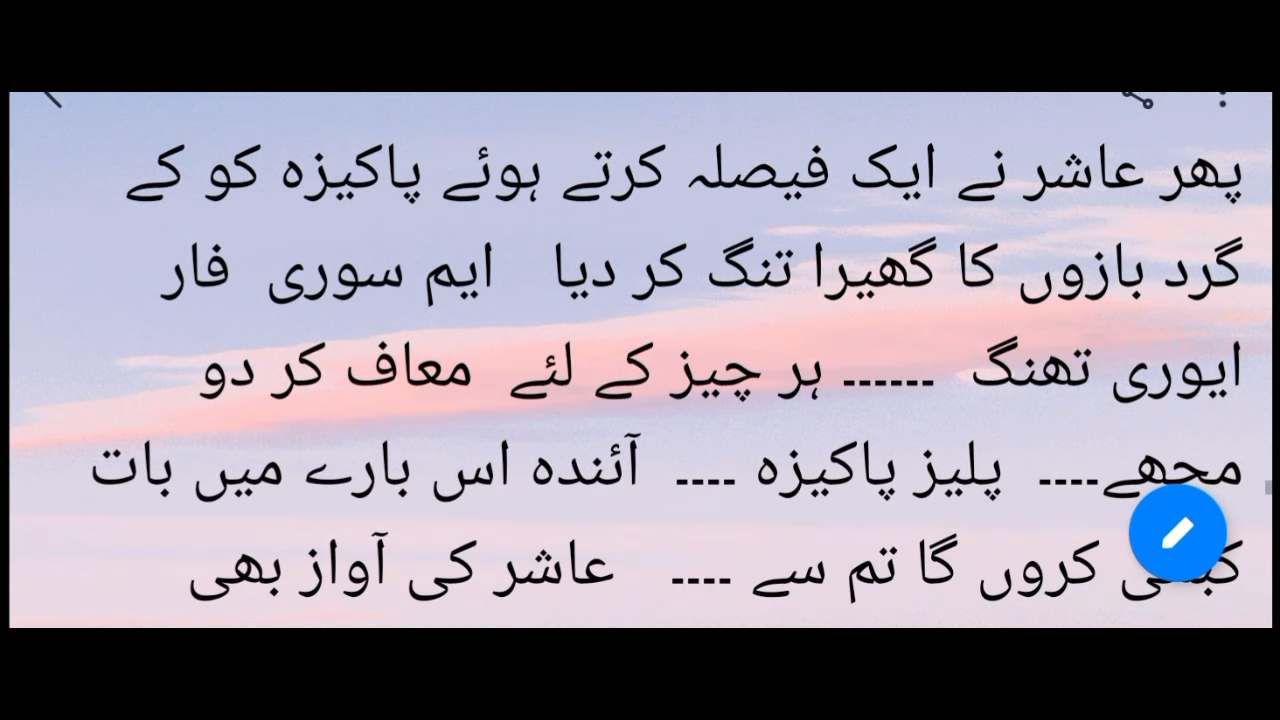 پھر عاشر نے ایک فیصلہ کرتے ہوئے پاکیزہ کو کے
گرد بازوں کا گھیرا تنگ کر دیا ایم سوری فار
ایوری تھنگ ...... ہر چیز کے لئے معاف کر دو
مجھے.... پلیز پاکیزہ .... آئندہ اس بارے میں بات
کروں گا تم سے .... عاشر کی آواز بھی